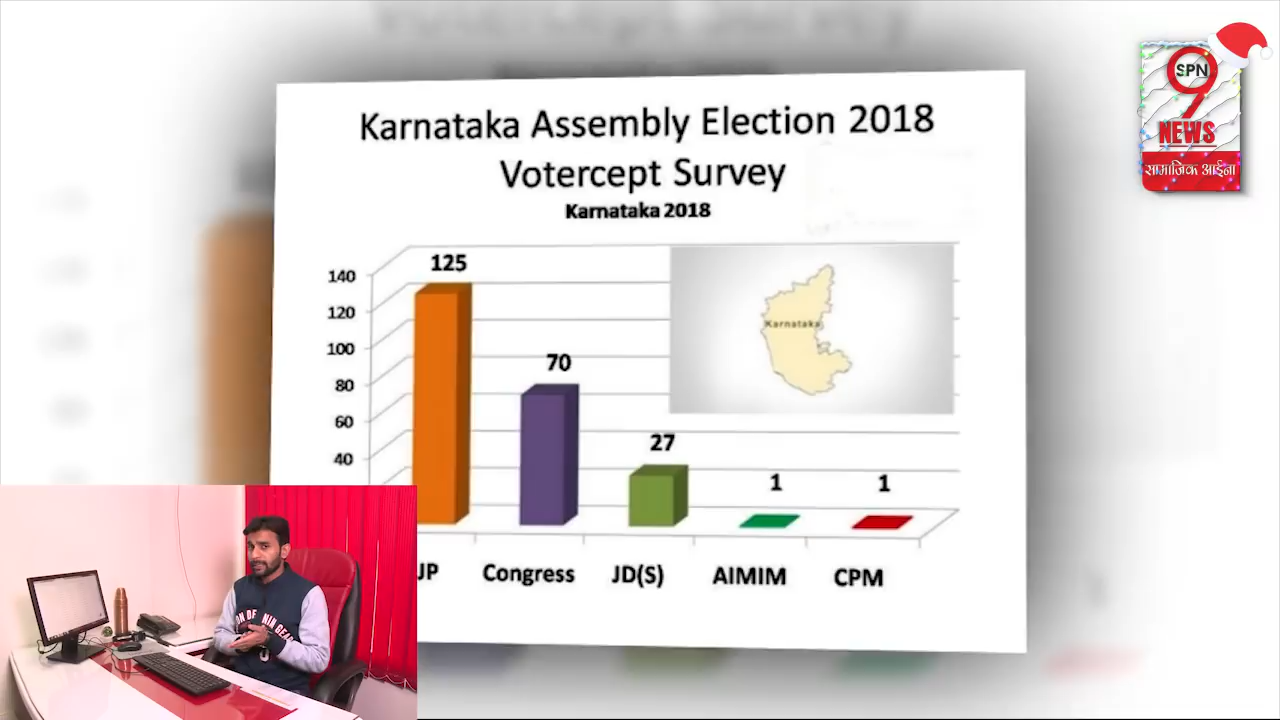 Karnataka Assembly Election 2018
Votercept Survey
Karnataka 2018
140
120
100
80
60
40
125
70
27
1
1
Karnataka
JP
Congress
JD(S)
AIMIM
CPM
SPN
9
NEWS
सामाजिक आईना